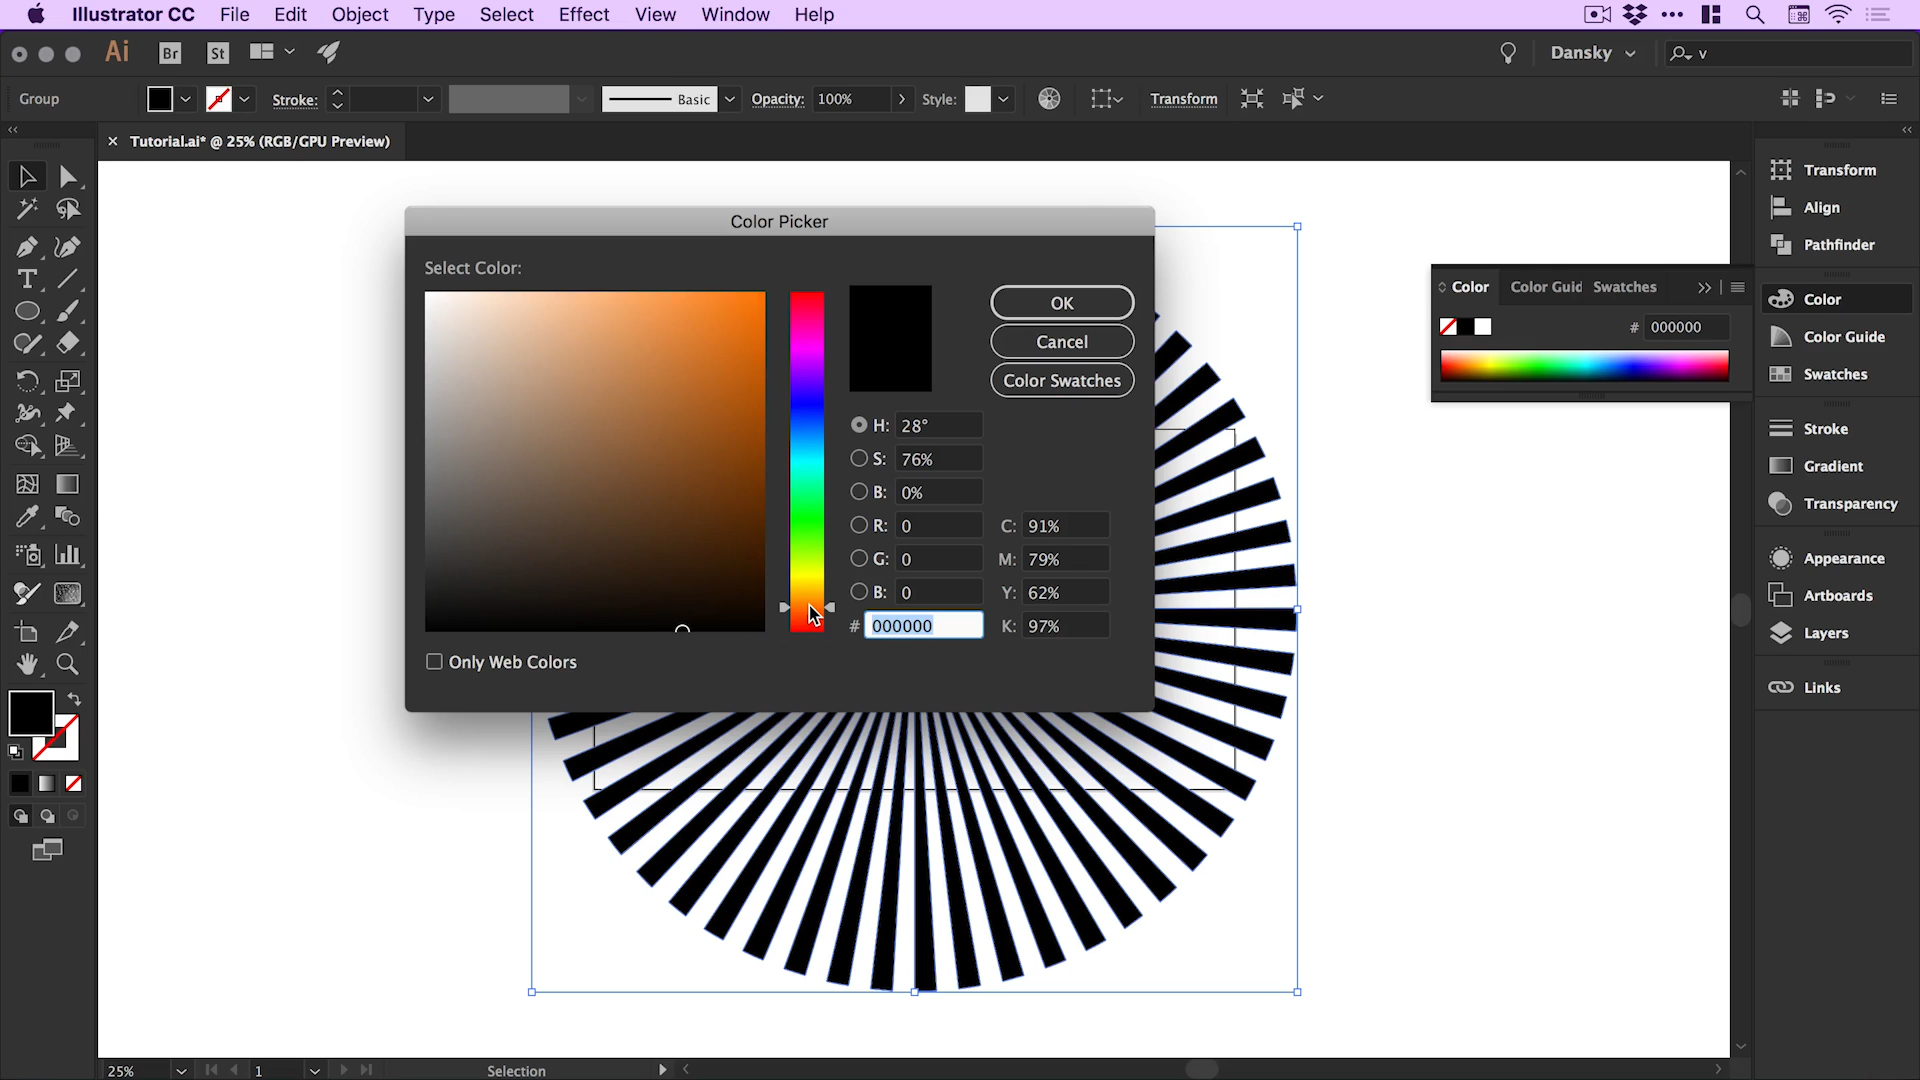 Illustrator CC File Edit Object Type Select Effect View Window Help
Ai Br St Dansky v
Group Stroke: Basic Opacity: 100% Style: Transform
Tutorial.ai* @ 25% (RGB/GPU Preview)
Color Picker
Select Color:
OK
Cancel
Color Swatches
H: 28°
S: 76%
B: 0%
R: 0 C: 91%
G: 0 M: 79%
B: 0 Y: 62%
# 000000 K: 97%
Only Web Colors
Color Color Guid Swatches
# 000000
Transform
Align
Pathfinder
Color
Color Guide
Swatches
Stroke
Gradient
Transparency
Appearance
Artboards
Layers
Links
T
25% 1 Selection